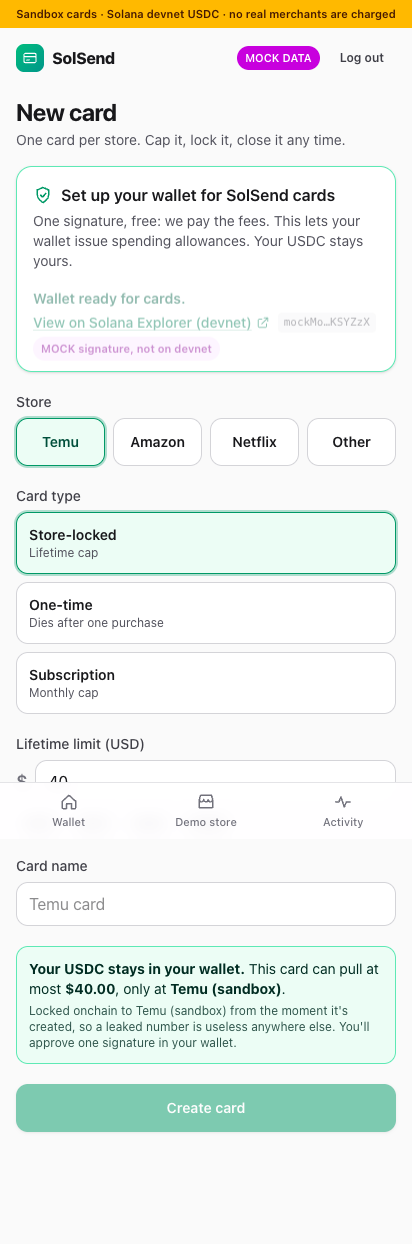 Sandbox cards · Solana devnet USDC · no real merchants are charged
SolSend
MOCK DATA
Log out
New card
One card per store. Cap it, lock it, close it any time.
Set up your wallet for SolSend cards
One signature, free: we pay the fees. This lets your
wallet issue spending allowances. Your USDC stays
yours.
Wallet ready for cards.
View on Solana Explorer (devnet)
mockMo…KSYZzX
MOCK signature, not on devnet
Store
Temu
Amazon
Netflix
Other
Card type
Store-locked
Lifetime cap
One-time
Dies after one purchase
Subscription
Monthly cap
Lifetime limit (USD)
$ 40
Wallet
Demo store
Activity
Card name
Temu card
Your USDC stays in your wallet. This card can pull at
most $40.00, only at Temu (sandbox).
Locked onchain to Temu (sandbox) from the moment it's
created, so a leaked number is useless anywhere else. You'll
approve one signature in your wallet.
Create card